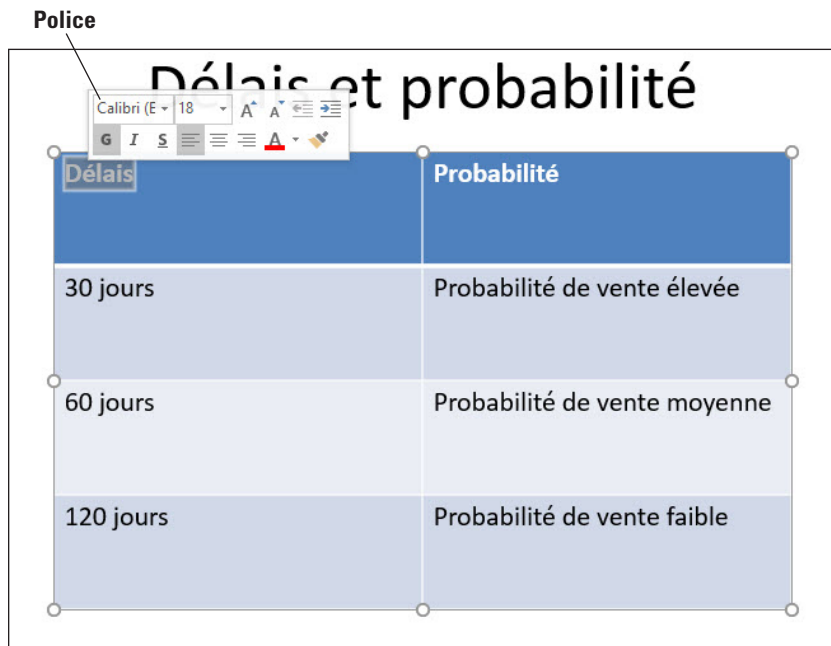 Police
Délais et probabilité
Calibri (E 18 A A
G I S A
Délais Probabilité
30 jours Probabilité de vente élevée
60 jours Probabilité de vente moyenne
120 jours Probabilité de vente faible